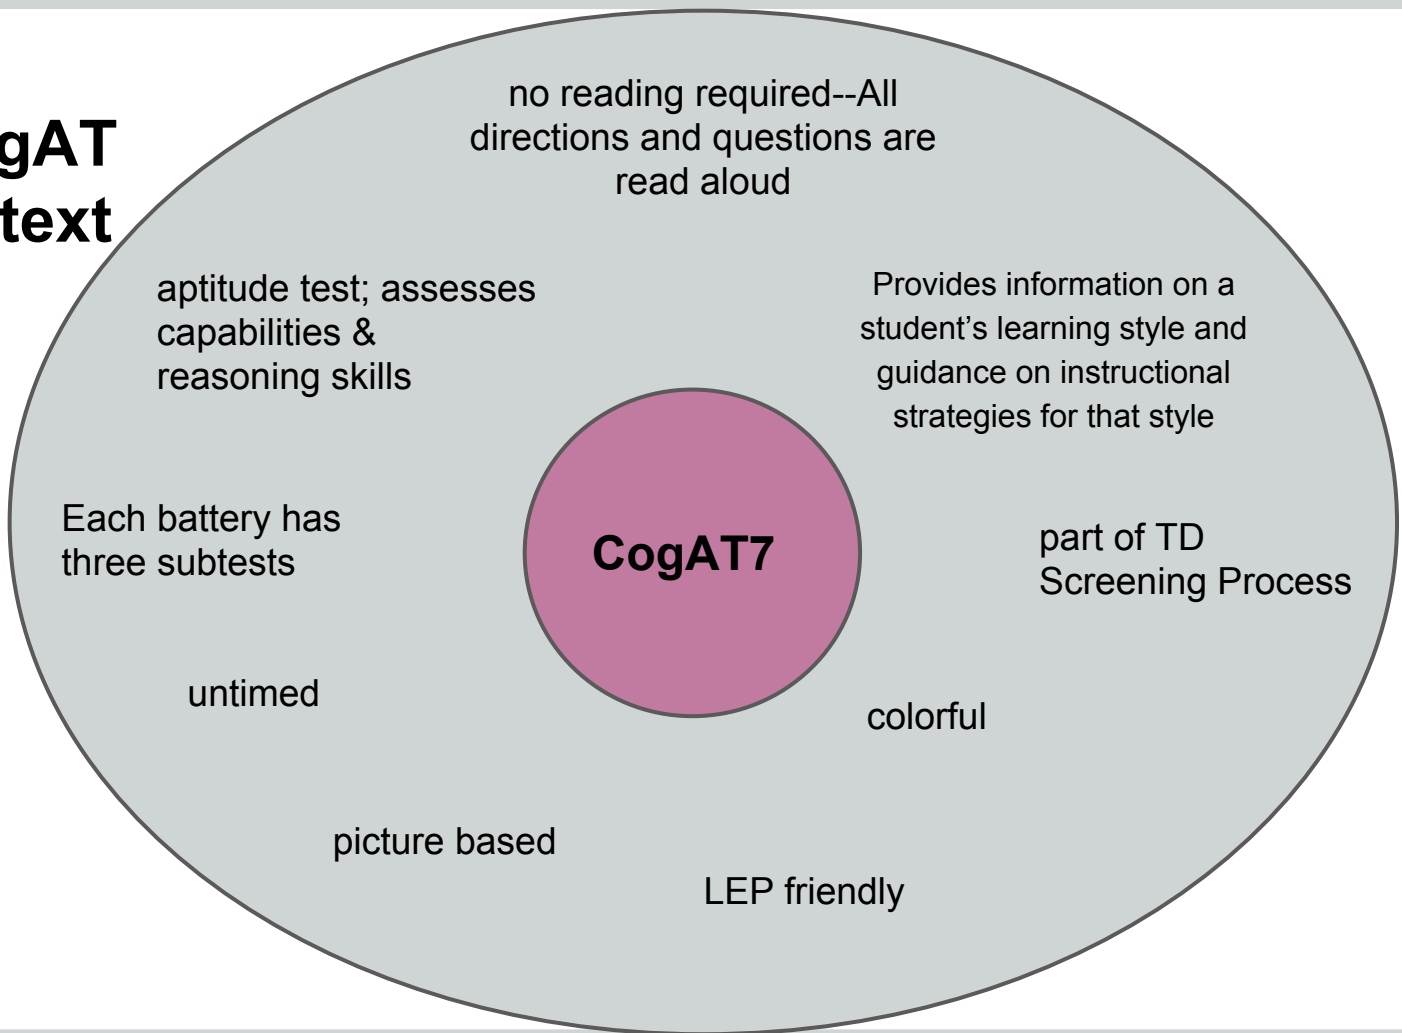 gAT
text
no reading required--All
directions and questions are
read aloud
aptitude test; assesses
capabilities &
reasoning skills
Provides information on a
student’s learning style and
guidance on instructional
strategies for that style
Each battery has
three subtests
CogAT7
part of TD
Screening Process
untimed
colorful
picture based
LEP friendly